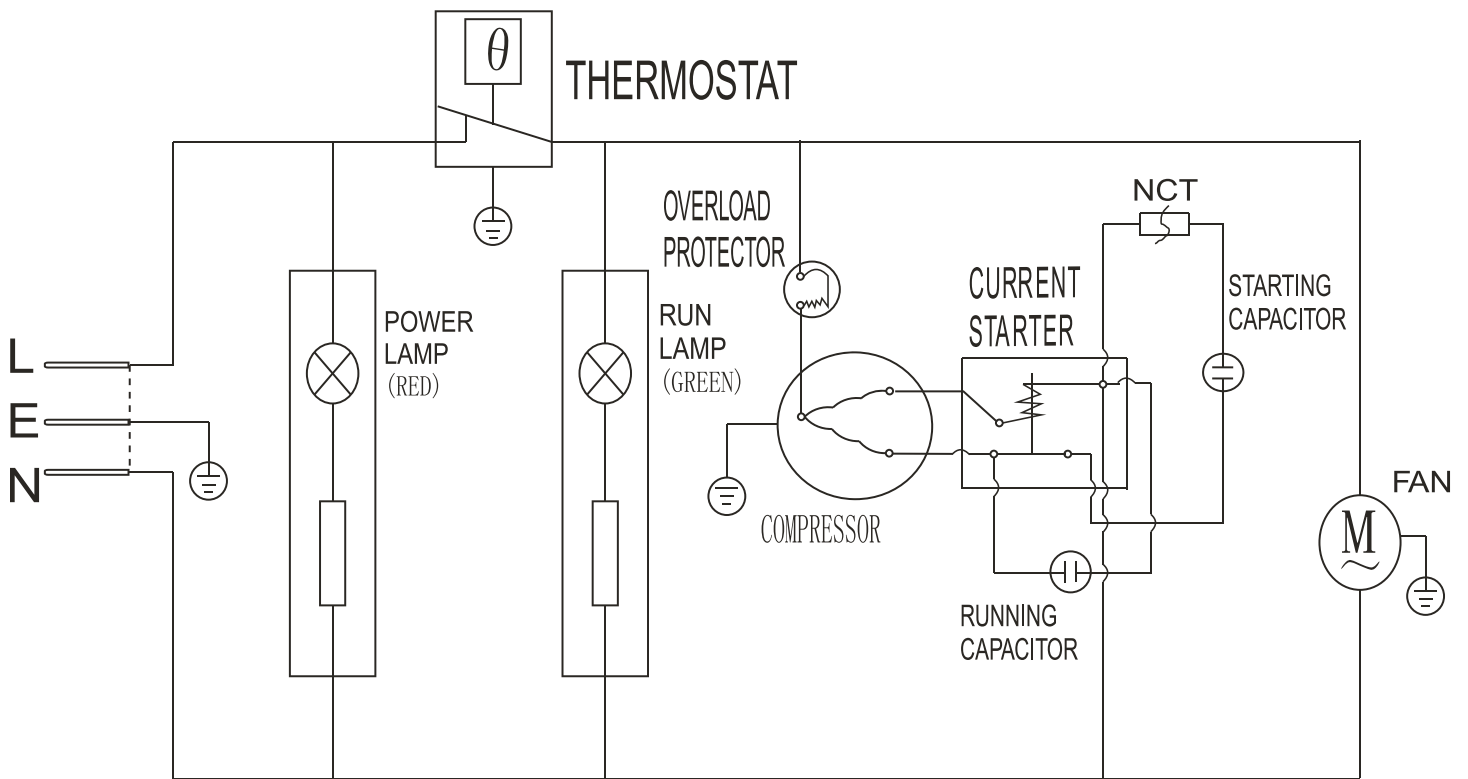 θ
THERMOSTAT
NCT
OVERLOAD
PROTECTOR
CURRENT
STARTER
STARTING
CAPACITOR
POWER
LAMP
(RED)
RUN
LAMP
(GREEN)
L
E
N
COMPRESSOR
FAN
M
~
RUNNING
CAPACITOR